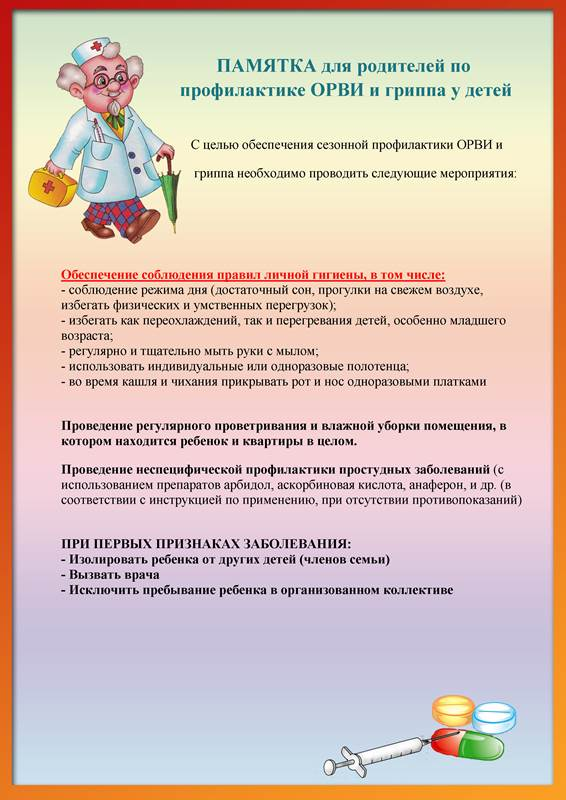 ПАМЯТКА для родителей по
профилактике ОРВИ и гриппа у детей
С целью обеспечения сезонной профилактики ОРВИ и
гриппа необходимо проводить следующие мероприятия:
Обеспечение соблюдения правил личной гигиены, в том числе:
- соблюдение режима дня (достаточный сон, прогулки на свежем воздухе,
избегать физических и умственных перегрузок);
- избегать как переохлаждений, так и перегревания детей, особенно младшего
возраста;
- регулярно и тщательно мыть руки с мылом;
- использовать индивидуальные или одноразовые полотенца;
- во время кашля и чихания прикрывать рот и нос одноразовыми платками
Проведение регулярного проветривания и влажной уборки помещения, в
котором находится ребенок и квартиры в целом.
Проведение неспецифической профилактики простудных заболеваний (с
использованием препаратов арбидол, аскорбиновая кислота, анаферон, и др. (в
соответствии с инструкцией по применению, при отсутствии противопоказаний)
ПРИ ПЕРВЫХ ПРИЗНАКАХ ЗАБОЛЕВАНИЯ:
- Изолировать ребенка от других детей (членов семьи)
- Вызвать врача
- Исключить пребывание ребенка в организованном коллективе